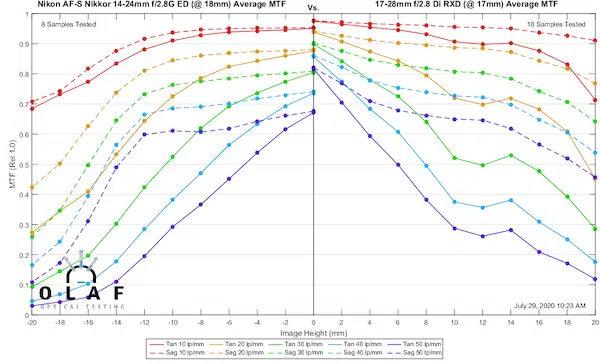 Nikon AF-S Nikkor 14-24mm f/2.8G ED (@ 18mm) Average MTF
Vs.
17-28mm f/2.8 Di RXD (@ 17mm) Average MTF
8 Samples Tested
10 Samples Tested
MTF (Rel 1.0)
1
0.9
0.8
0.7
0.6
0.5
0.4
0.3
0.2
0.1
0
OLAF
OPTICAL TESTING
July 29, 2020 10:23 AM
-20 -18 -16 -14 -12 -10 -8 -6 -4 -2 0 2 4 6 8 10 12 14 16 18 20
Image Height (mm)
Tan 10 lp/mm Tan 20 lp/mm Tan 30 lp/mm Tan 40 lp/mm Tan 50 lp/mm
Sag 10 lp/mm Sag 20 lp/mm Sag 30 lp/mm Sag 40 lp/mm Sag 50 lp/mm